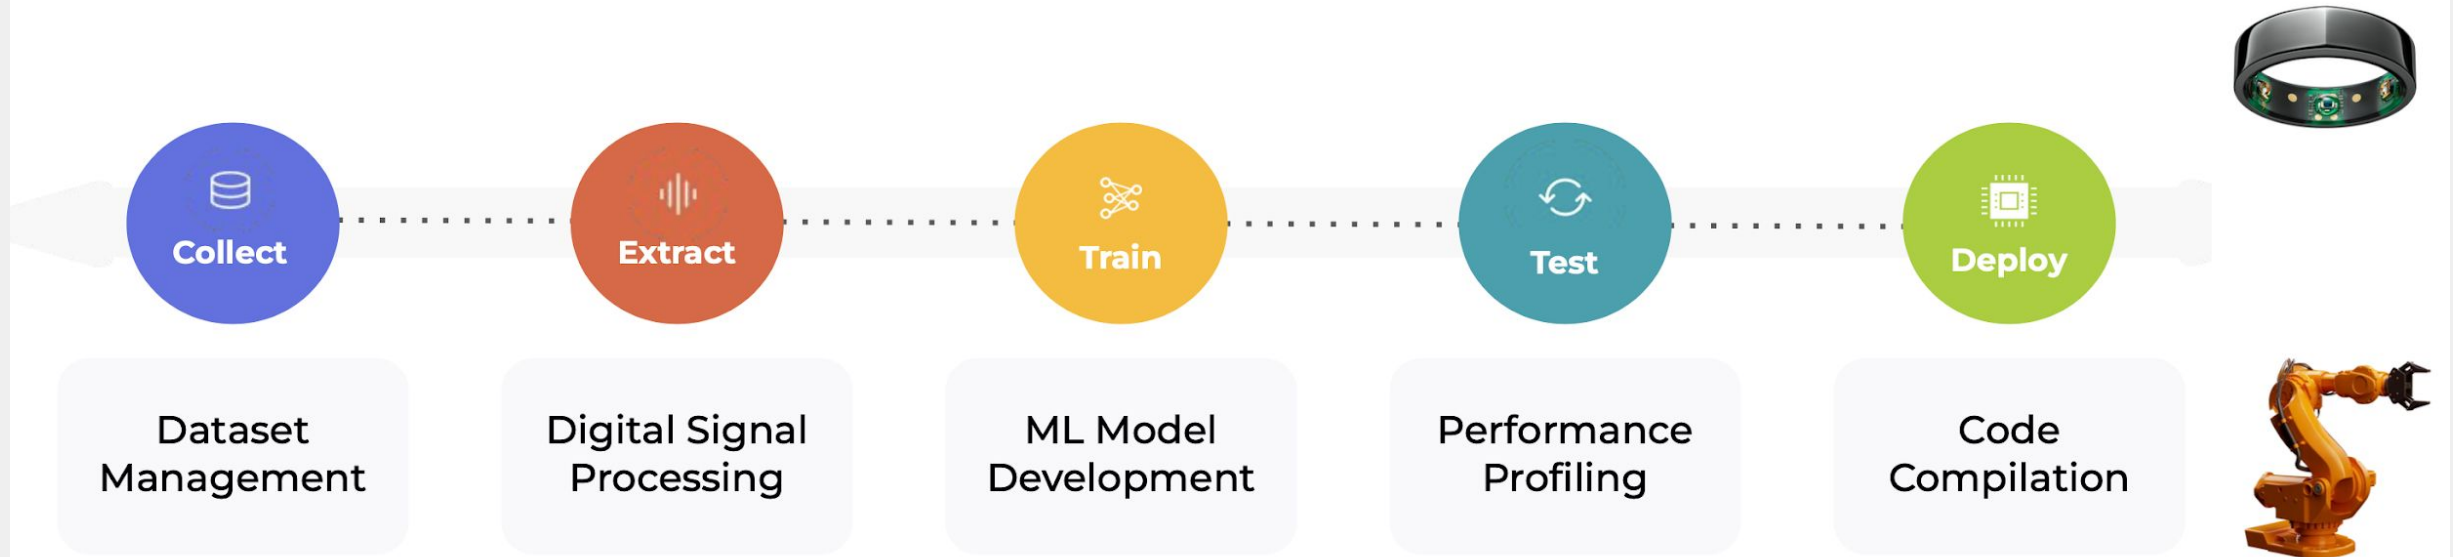 Collect
Extract
Train
Test
Deploy
Dataset
Management
Digital Signal
Processing
ML Model
Development
Performance
Profiling
Code
Compilation